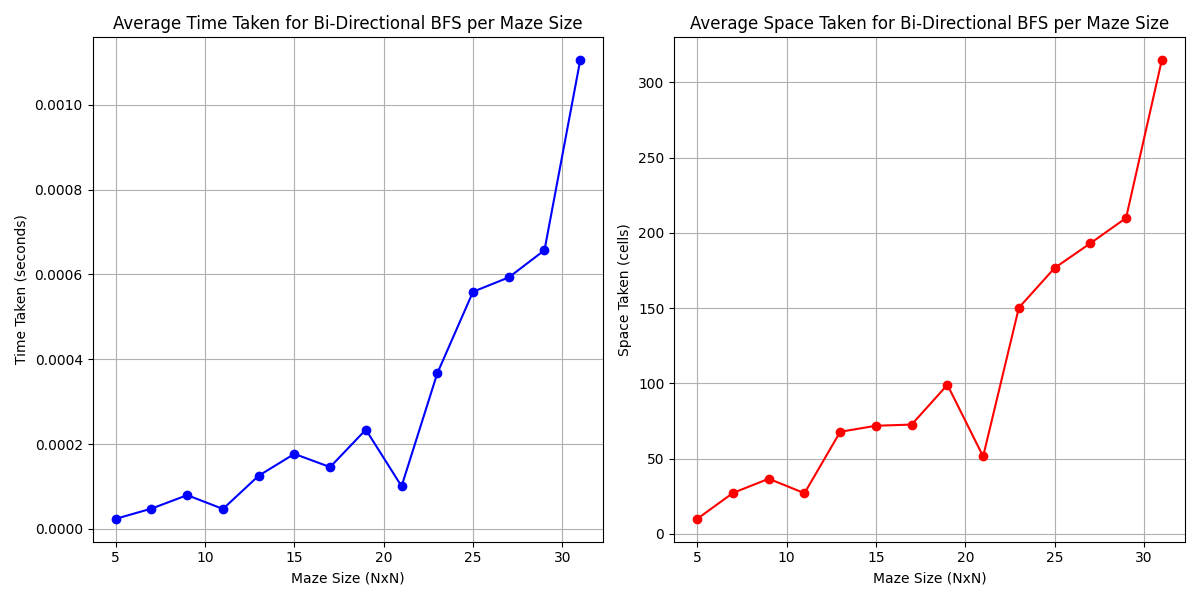 Average Time Taken for Bi-Directional BFS per Maze Size
Time Taken (seconds)
0.0010
0.0008
0.0006
0.0004
0.0002
0.0000
5 10 15 20 25 30
Maze Size (NxN)
Average Space Taken for Bi-Directional BFS per Maze Size
Space Taken (cells)
300
250
200
150
100
50
0
5 10 15 20 25 30
Maze Size (NxN)